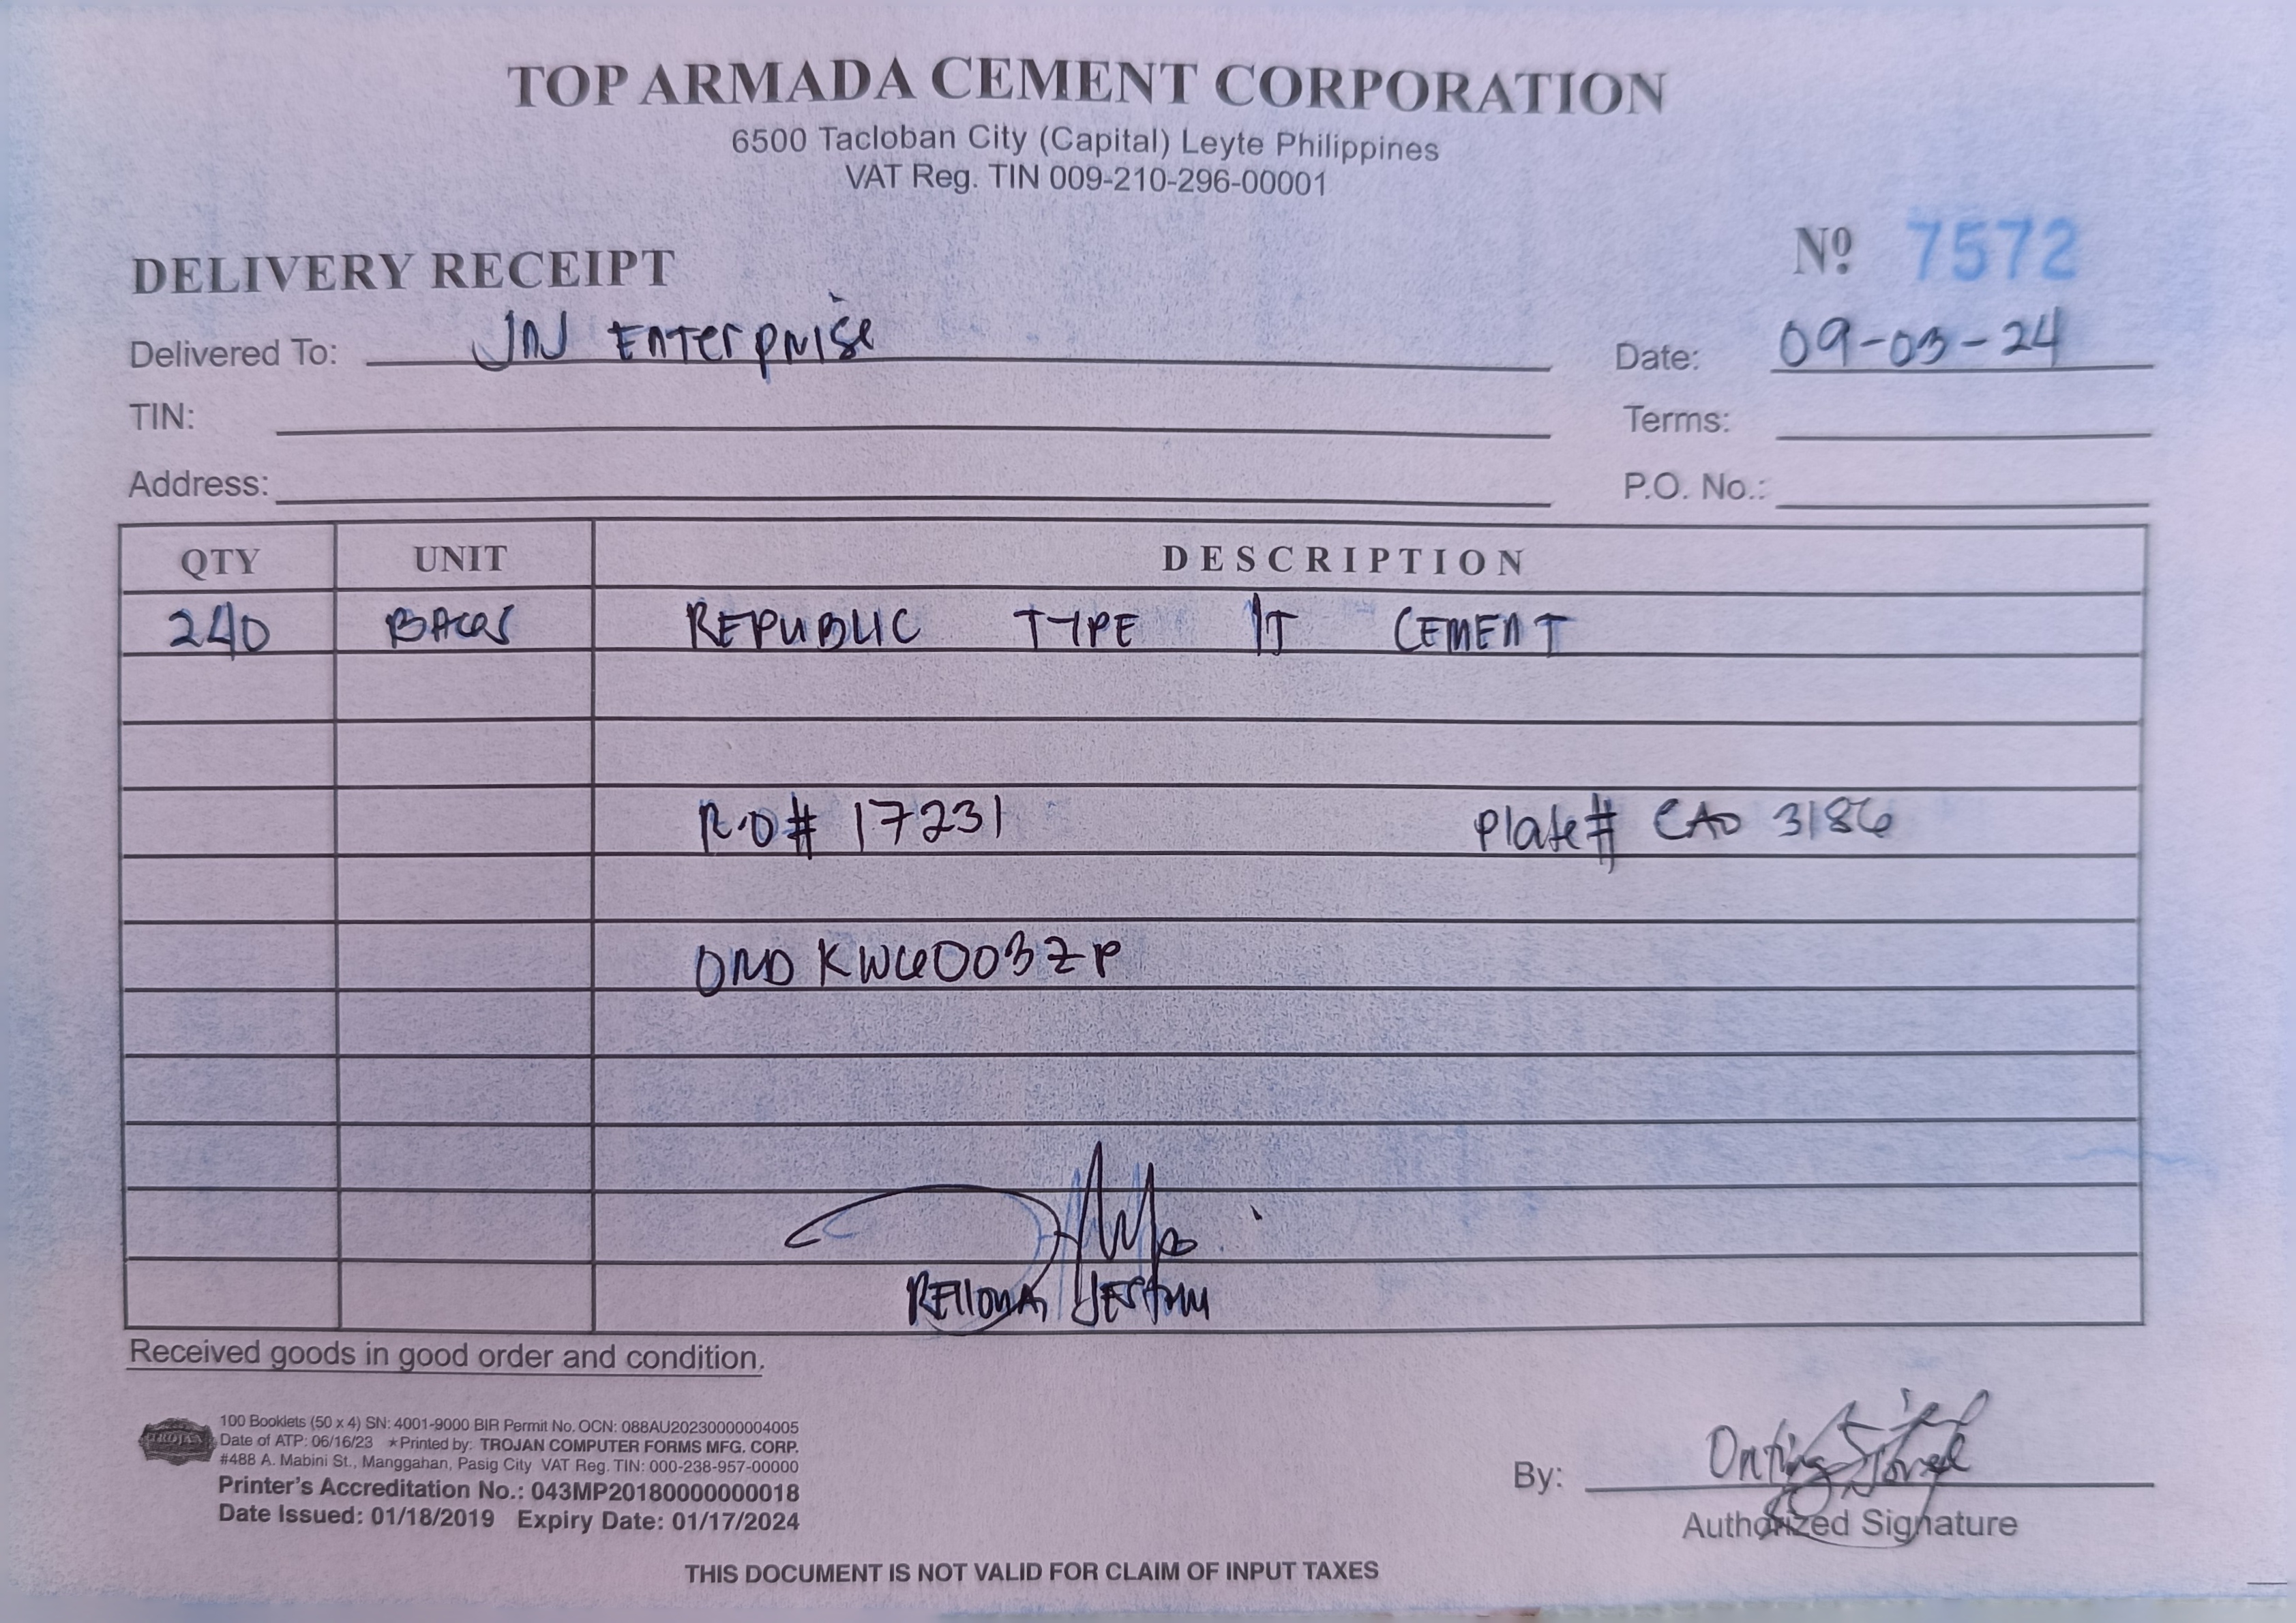 TOP ARMADA CEMENT CORPORATION
6500 Tacloban City (Capital) Leyte Philippines
VAT Reg. TIN 009-210-296-00001
DELIVERY RECEIPT
Nº 7572
Delivered To: JNJ Enterprise Date: 09-03-24
TIN: Terms:
Address: P.O. No.:
QTY UNIT DESCRIPTION
240 BAGS REPUBLIC TYPE 1T CEMENT
R.O# 17231 Plate# CAO 3186
KW6003ZP
Received goods in good order and condition.
100 Booklets (50 x 4) SN: 4001-9000 BIR Permit No. OCN: 088AU20230000004005
Date of ATP: 06/16/23 ★Printed by: TROJAN COMPUTER FORMS MFG. CORP.
#488 A. Mabini St., Manggahan, Pasig City VAT Reg. TIN: 000-238-957-00000
Printer's Accreditation No.: 043MP20180000000018
Date Issued: 01/18/2019 Expiry Date: 01/17/2024
TROJAN
By:
Authorized Signature
THIS DOCUMENT IS NOT VALID FOR CLAIM OF INPUT TAXES